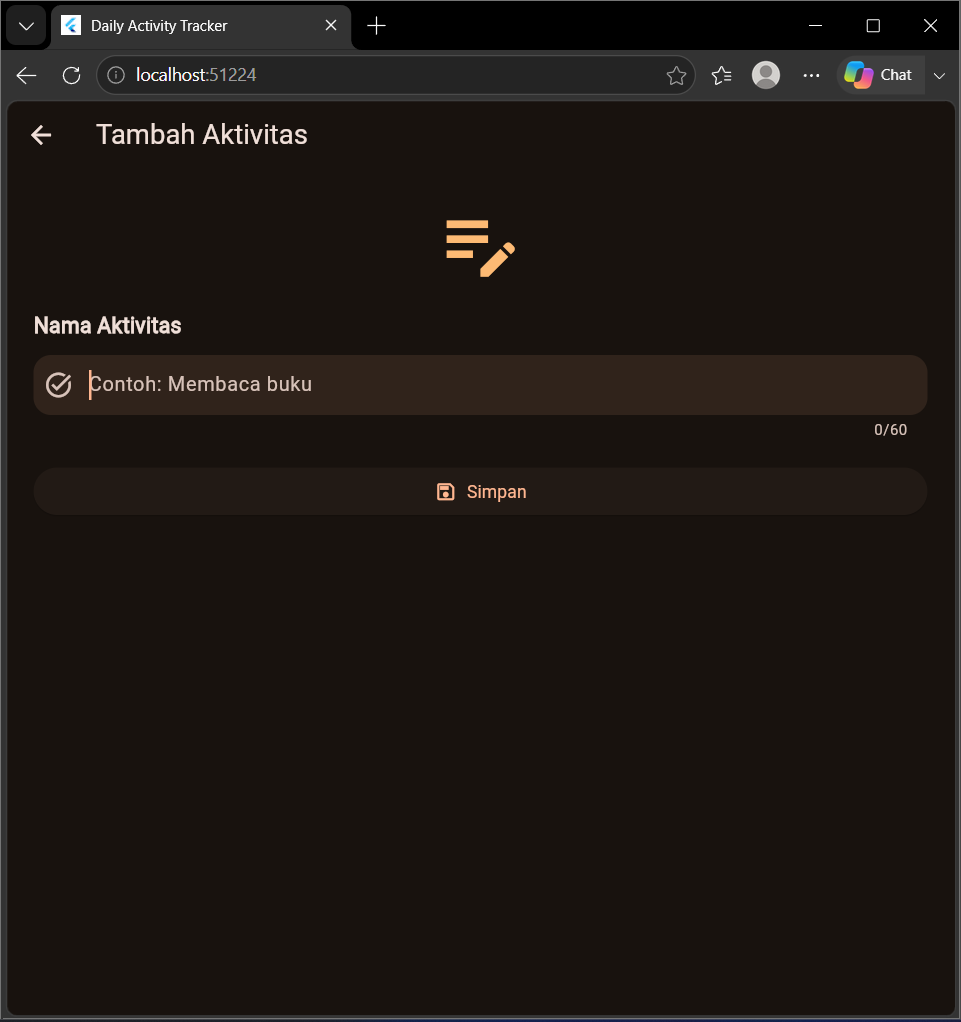 Daily Activity Tracker
localhost:51224
Chat
Tambah Aktivitas
Nama Aktivitas
Contoh: Membaca buku
0/60
Simpan